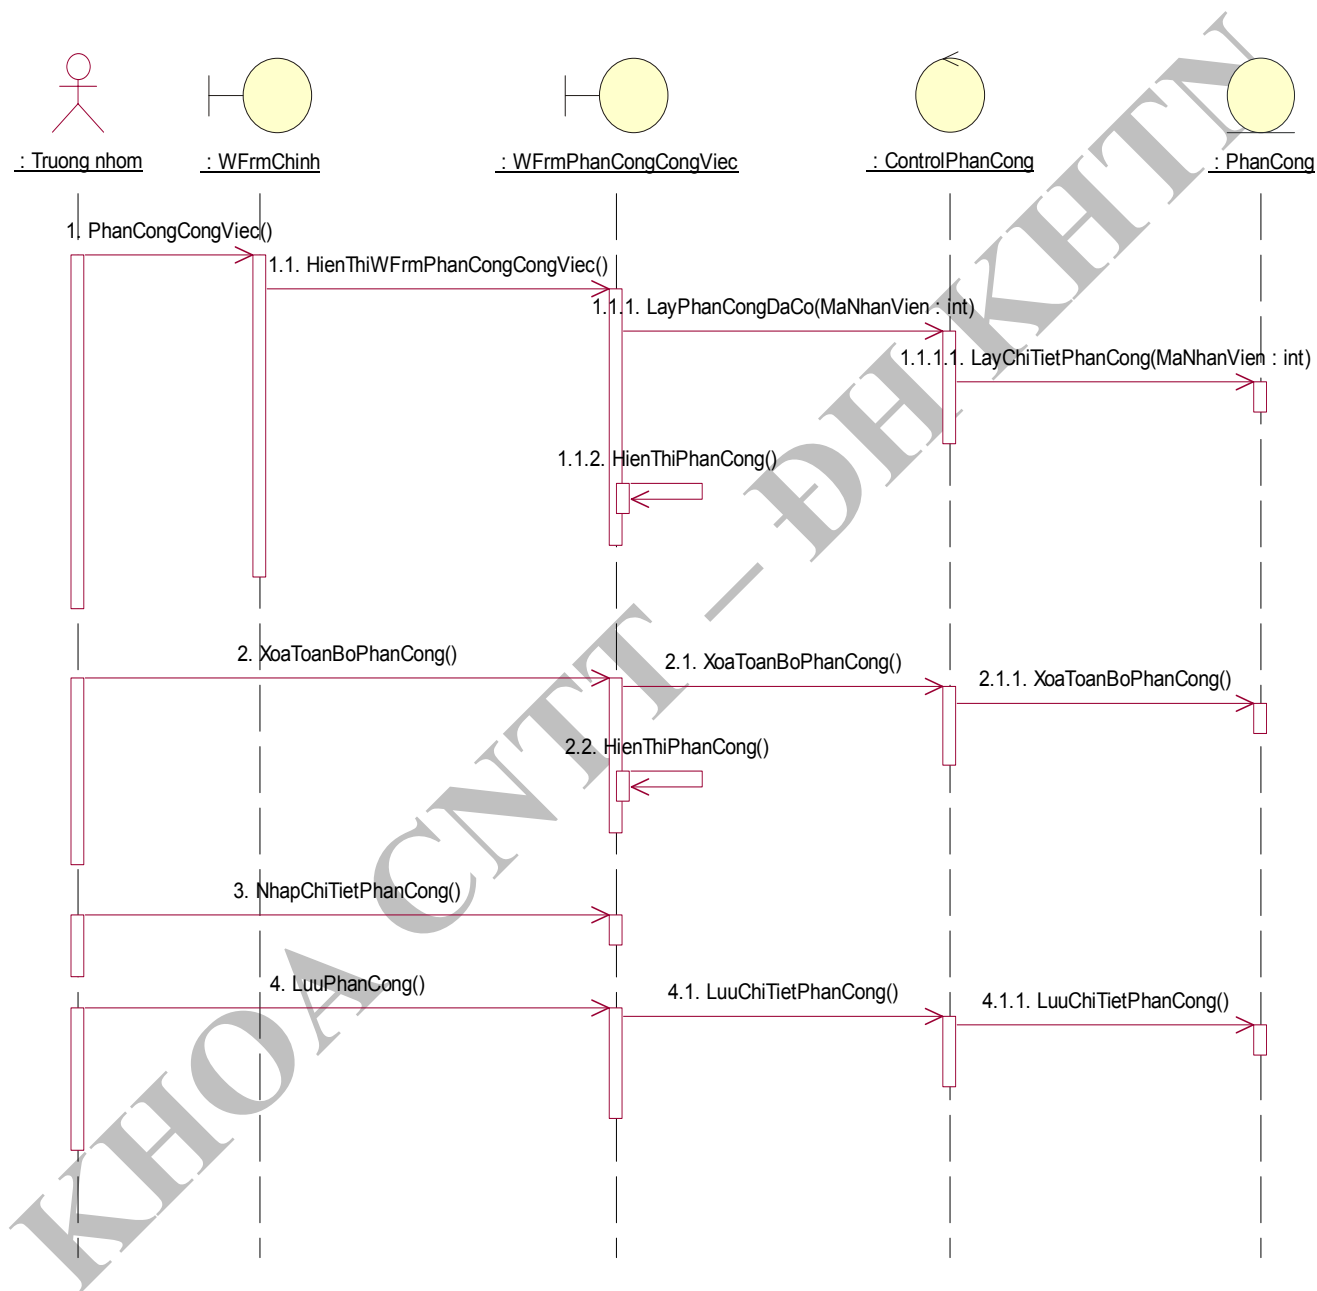 : Truong nhom
: WFrmChinh
: WFrmPhanCongCongViec
: ControlPhanCong
: PhanCong
1. PhanCongCongViec()
1.1. HienThiWFrmPhanCongCongViec()
1.1.1. LayPhanCongDaCo(MaNhanVien : int)
1.1.1.1. LayChiTietPhanCong(MaNhanVien : int)
1.1.2. HienThiPhanCong()
2. XoaToanBoPhanCong()
2.1. XoaToanBoPhanCong()
2.1.1. XoaToanBoPhanCong()
2.2. HienThiPhanCong()
3. NhapChiTietPhanCong()
4. LuuPhanCong()
4.1. LuuChiTietPhanCong()
4.1.1. LuuChiTietPhanCong()
KHOA CNTT – ĐH KHTN